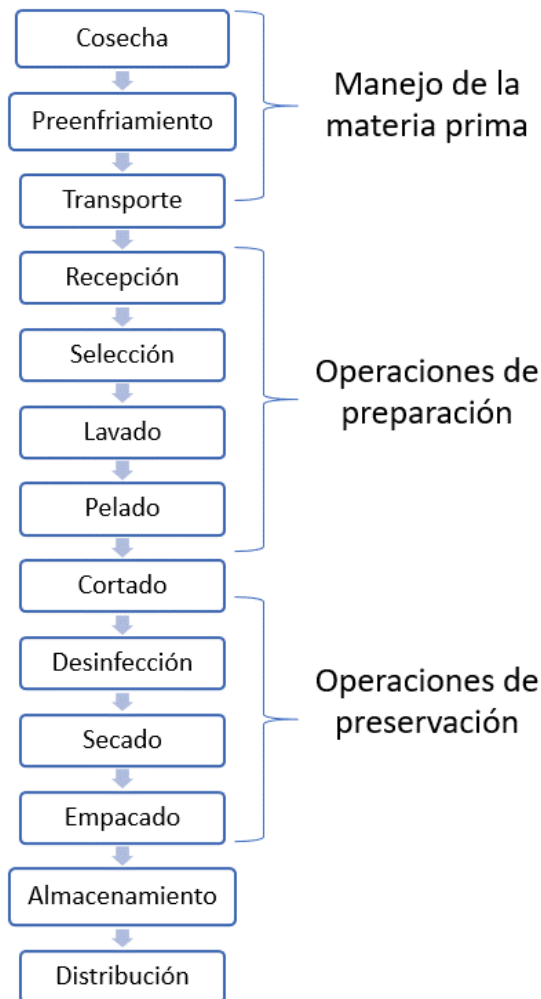 Cosecha
Preenfriamiento
Transporte
Manejo de la
materia prima
Recepción
Selección
Lavado
Pelado
Operaciones de
preparación
Cortado
Desinfección
Secado
Empacado
Operaciones de
preservación
Almacenamiento
Distribución